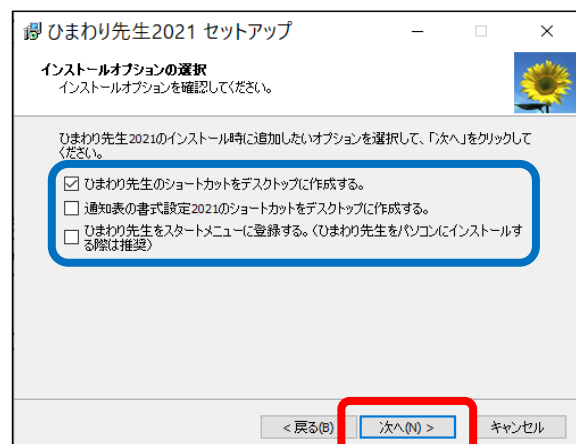 ひまわり先生2021 セットアップ
インストールオプションの選択
インストールオプションを確認してください。
ひまわり先生2021のインストール時に追加したいオプションを選択して、「次へ」をクリックして
ください。
ひまわり先生のショートカットをデスクトップに作成する。
通知表の書式設定2021のショートカットをデスクトップに作成する。
ひまわり先生をスタートメニューに登録する。(ひまわり先生をパソコンにインストールす
る際は推奨)
< 戻る(B) 次へ(N) > キャンセル